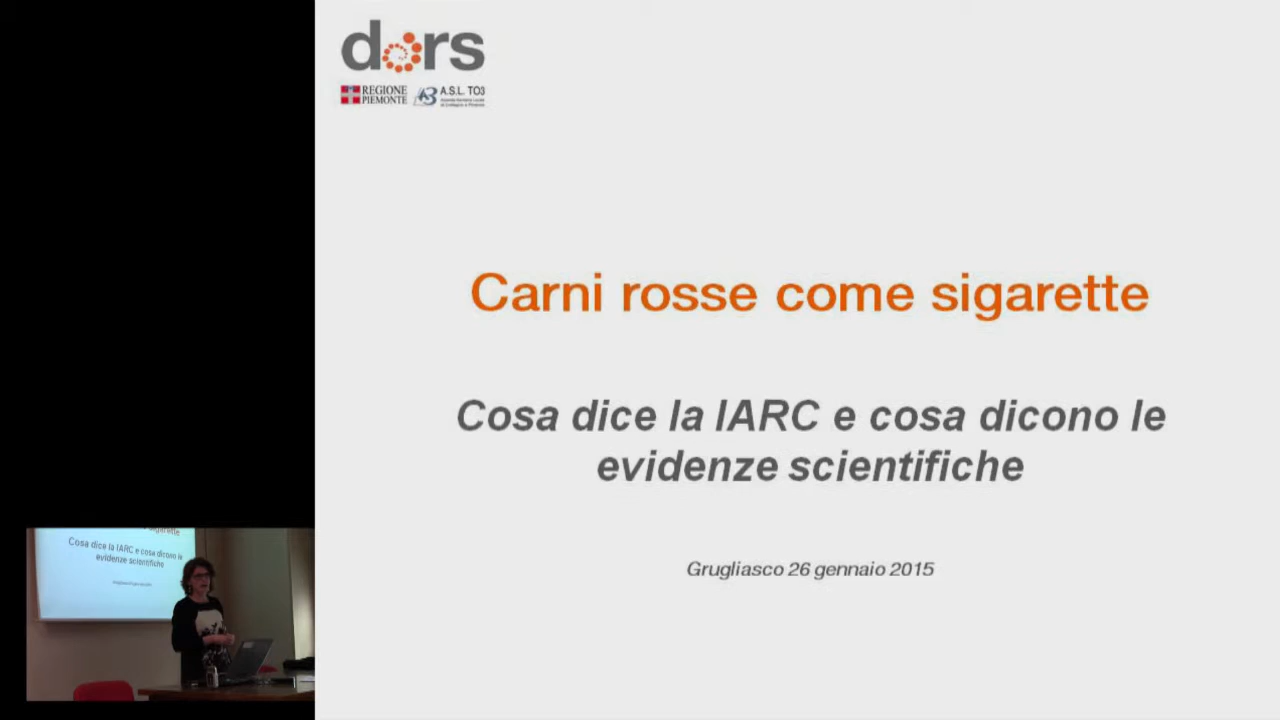 dors
REGIONE
PIEMONTE
A.S.L. TO3
Carni rosse come sigarette
Cosa dice la IARC e cosa dicono le
evidenze scientifiche
Grugliasco 26 gennaio 2015
sigarette
Cosa dice la IARC e cosa dicono le
evidenze scientifiche